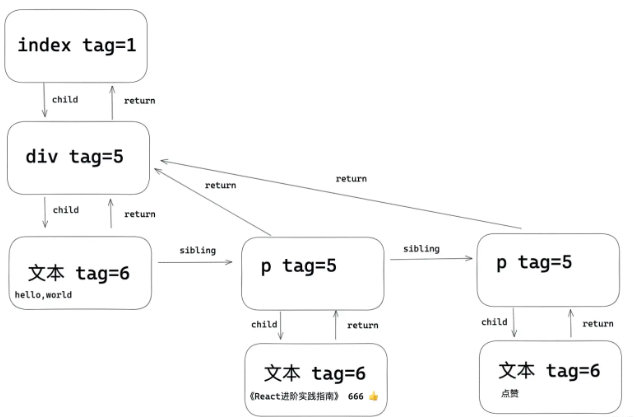 index tag=1
child
return
div tag=5
return
return
child
return
文本 tag=6
hello,world
sibling
p tag=5
sibling
p tag=5
child
return
child
return
文本 tag=6
《React进阶实践指南》 666 👍
文本 tag=6
点赞